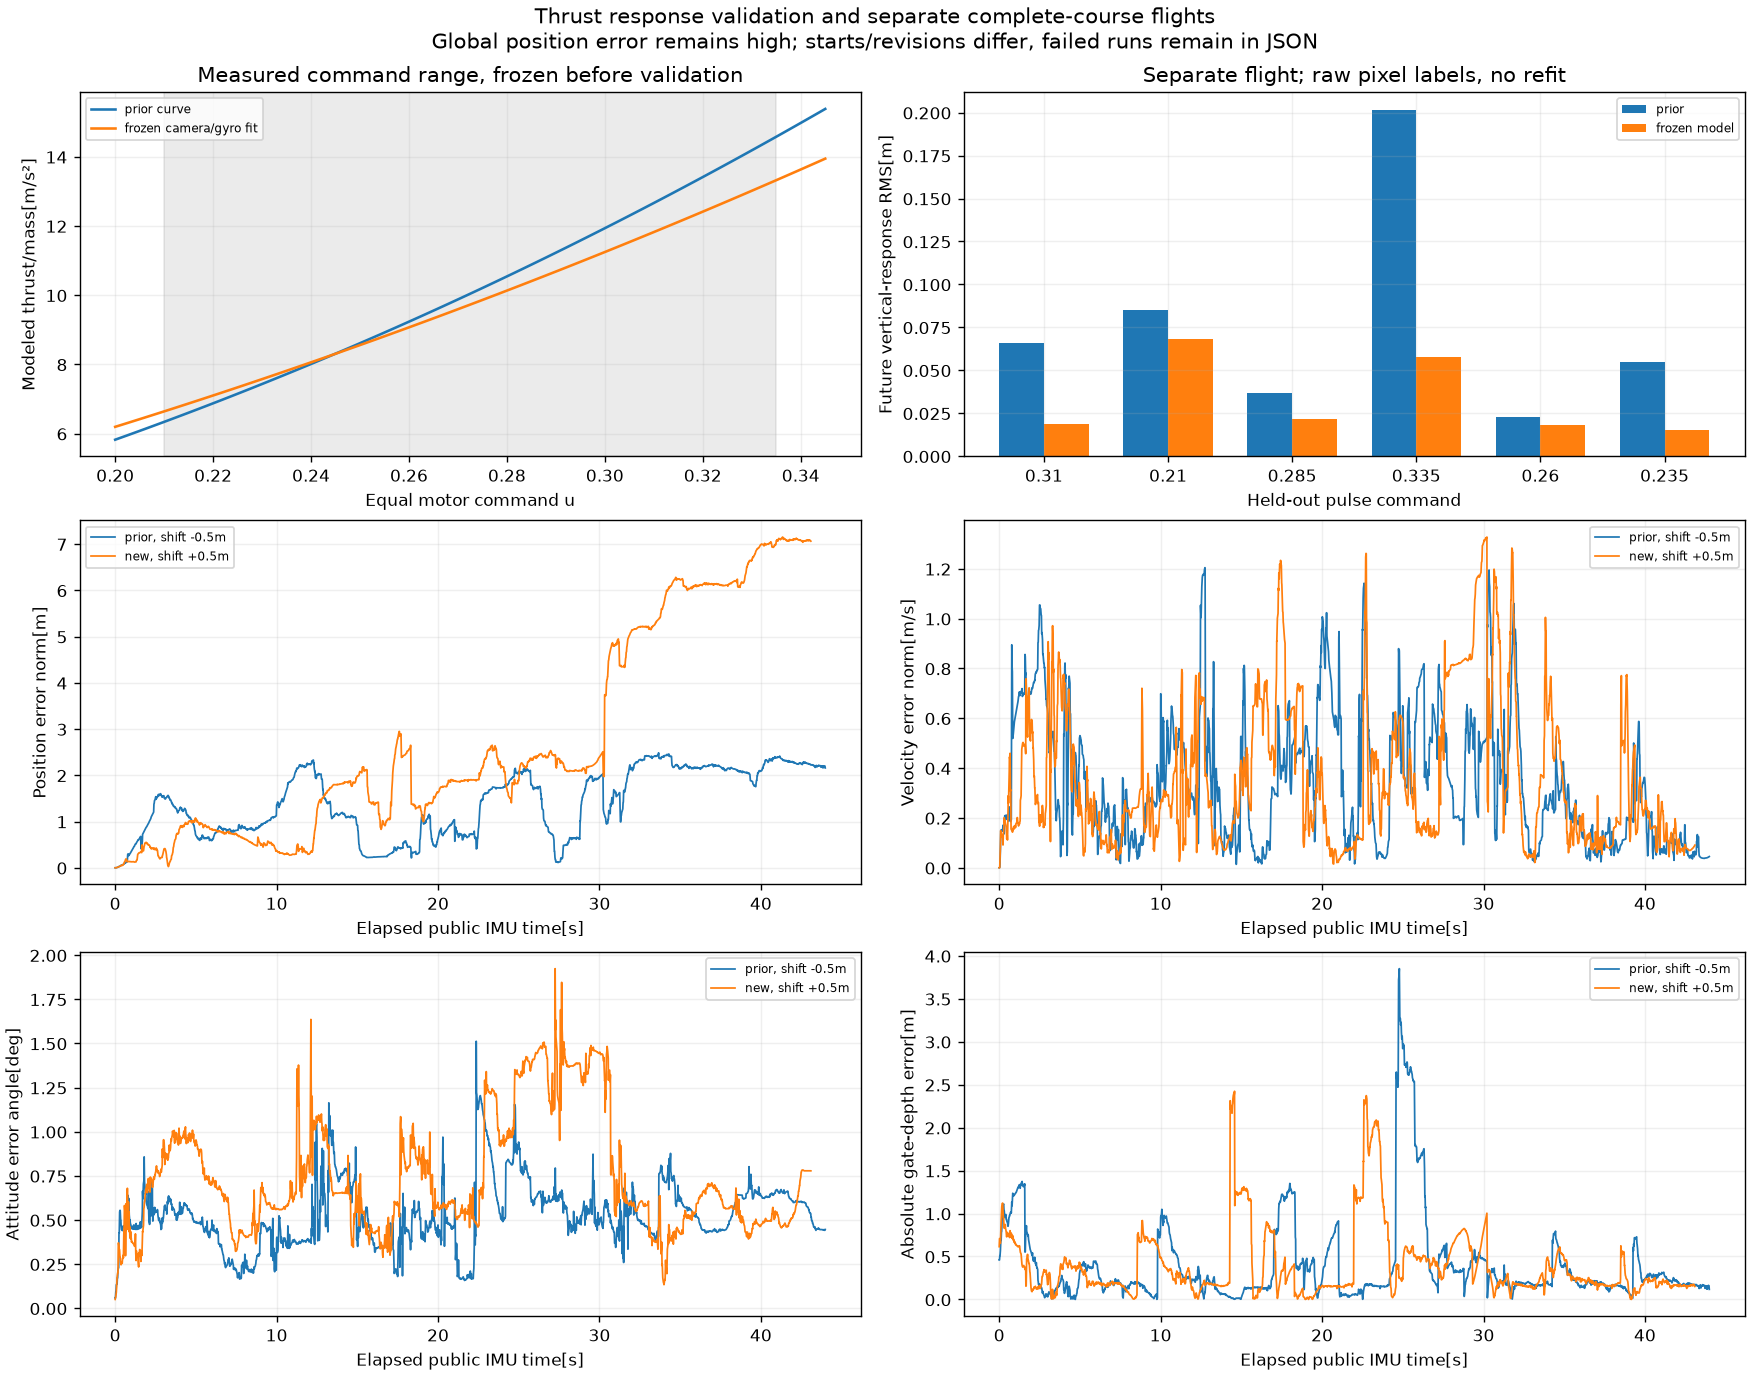 Thrust response validation and separate complete-course flights
Global position error remains high; starts/revisions differ, failed runs remain in JSON
Measured command range, frozen before validation
prior curve
frozen camera/gyro fit
Modeled thrust/mass[m/s²]
14
12
10
8
6
0.20 0.22 0.24 0.26 0.28 0.30 0.32 0.34
Equal motor command u
Separate flight; raw pixel labels, no refit
prior
frozen model
Future vertical-response RMS[m]
0.200
0.175
0.150
0.125
0.100
0.075
0.050
0.025
0.000
0.31 0.21 0.285 0.335 0.26 0.235
Held-out pulse command
prior, shift -0.5m
new, shift +0.5m
Position error norm[m]
7
6
5
4
3
2
1
0
0 10 20 30 40
Elapsed public IMU time[s]
prior, shift -0.5m
new, shift +0.5m
Velocity error norm[m/s]
1.2
1.0
0.8
0.6
0.4
0.2
0.0
0 10 20 30 40
Elapsed public IMU time[s]
prior, shift -0.5m
new, shift +0.5m
Attitude error angle[deg]
2.00
1.75
1.50
1.25
1.00
0.75
0.50
0.25
0.00
0 10 20 30 40
Elapsed public IMU time[s]
prior, shift -0.5m
new, shift +0.5m
Absolute gate-depth error[m]
4.0
3.5
3.0
2.5
2.0
1.5
1.0
0.5
0.0
0 10 20 30 40
Elapsed public IMU time[s]